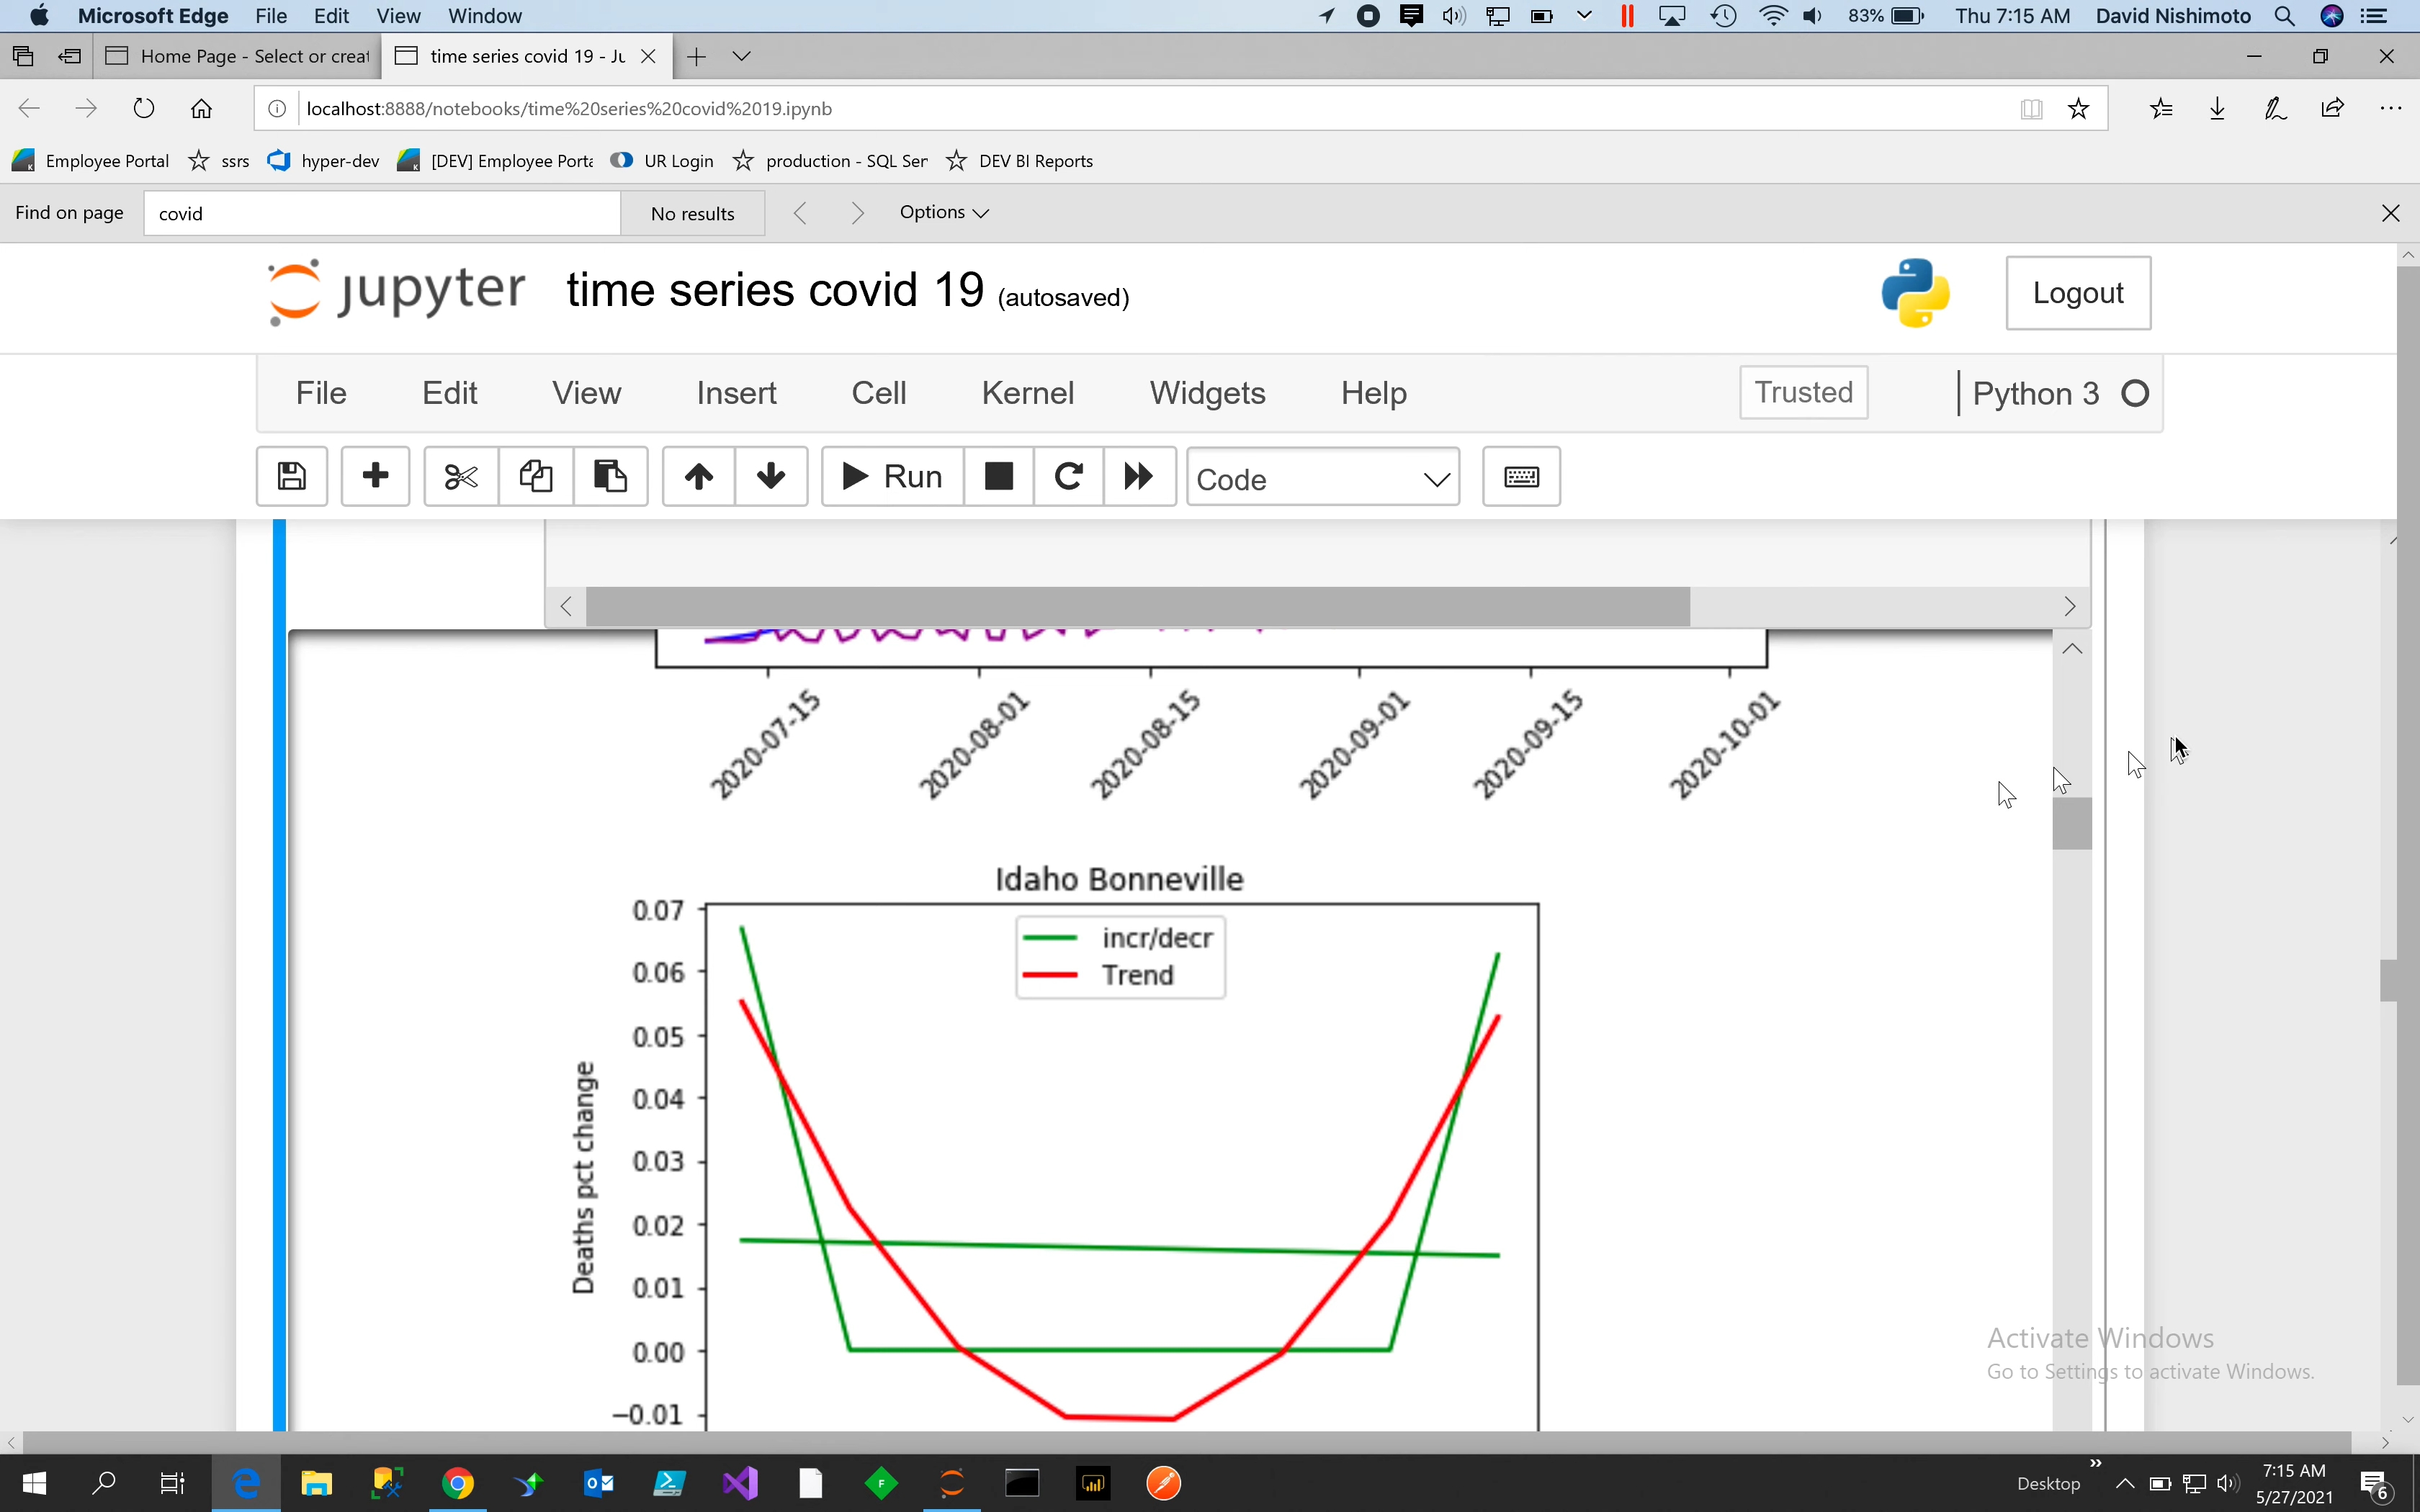 Microsoft Edge File Edit View Window 83% Thu 7:15 AM David Nishimoto
Home Page - Select or creat time series covid 19 - Ju
localhost:8888/notebooks/time%20series%20covid%2019.ipynb
Employee Portal ssrs hyper-dev [DEV] Employee Porta UR Login production - SQL Ser DEV BI Reports
Find on page covid No results Options
jupyter time series covid 19 (autosaved) Logout
File Edit View Insert Cell Kernel Widgets Help Trusted Python 3
Run Code
2020-07-15 2020-08-01 2020-08-15 2020-09-01 2020-09-15 2020-10-01
Idaho Bonneville
0.07
incr/decr
0.06
Trend
0.05
0.04
Deaths pct change
0.03
0.02
0.01
0.00
−0.01
Activate Windows
Go to Settings to activate Windows.
Desktop 7:15 AM
5/27/2021
6